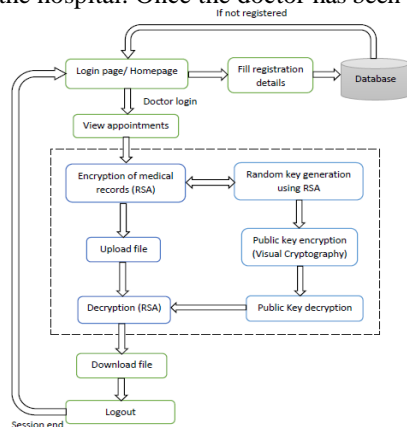 the hospital. Once the doctor has been
If not registered
Login page/ Homepage
Fill registration
details
Database
Doctor login
View appointments
Encryption of medical
records (RSA)
Random key generation
using RSA
Upload file
Public key encryption
(Visual Cryptography)
Decryption (RSA)
Public Key decryption
Download file
Logout
Session end